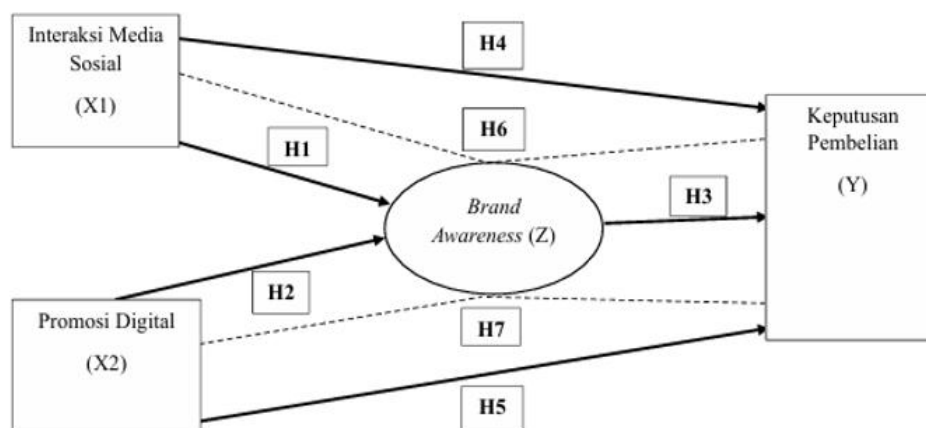 Interaksi Media
Sosial
(X1)
H4
H6
H1
Keputusan
Pembelian
(Y)
Brand
Awareness (Z)
H3
H2
Promosi Digital
(X2)
H7
H5